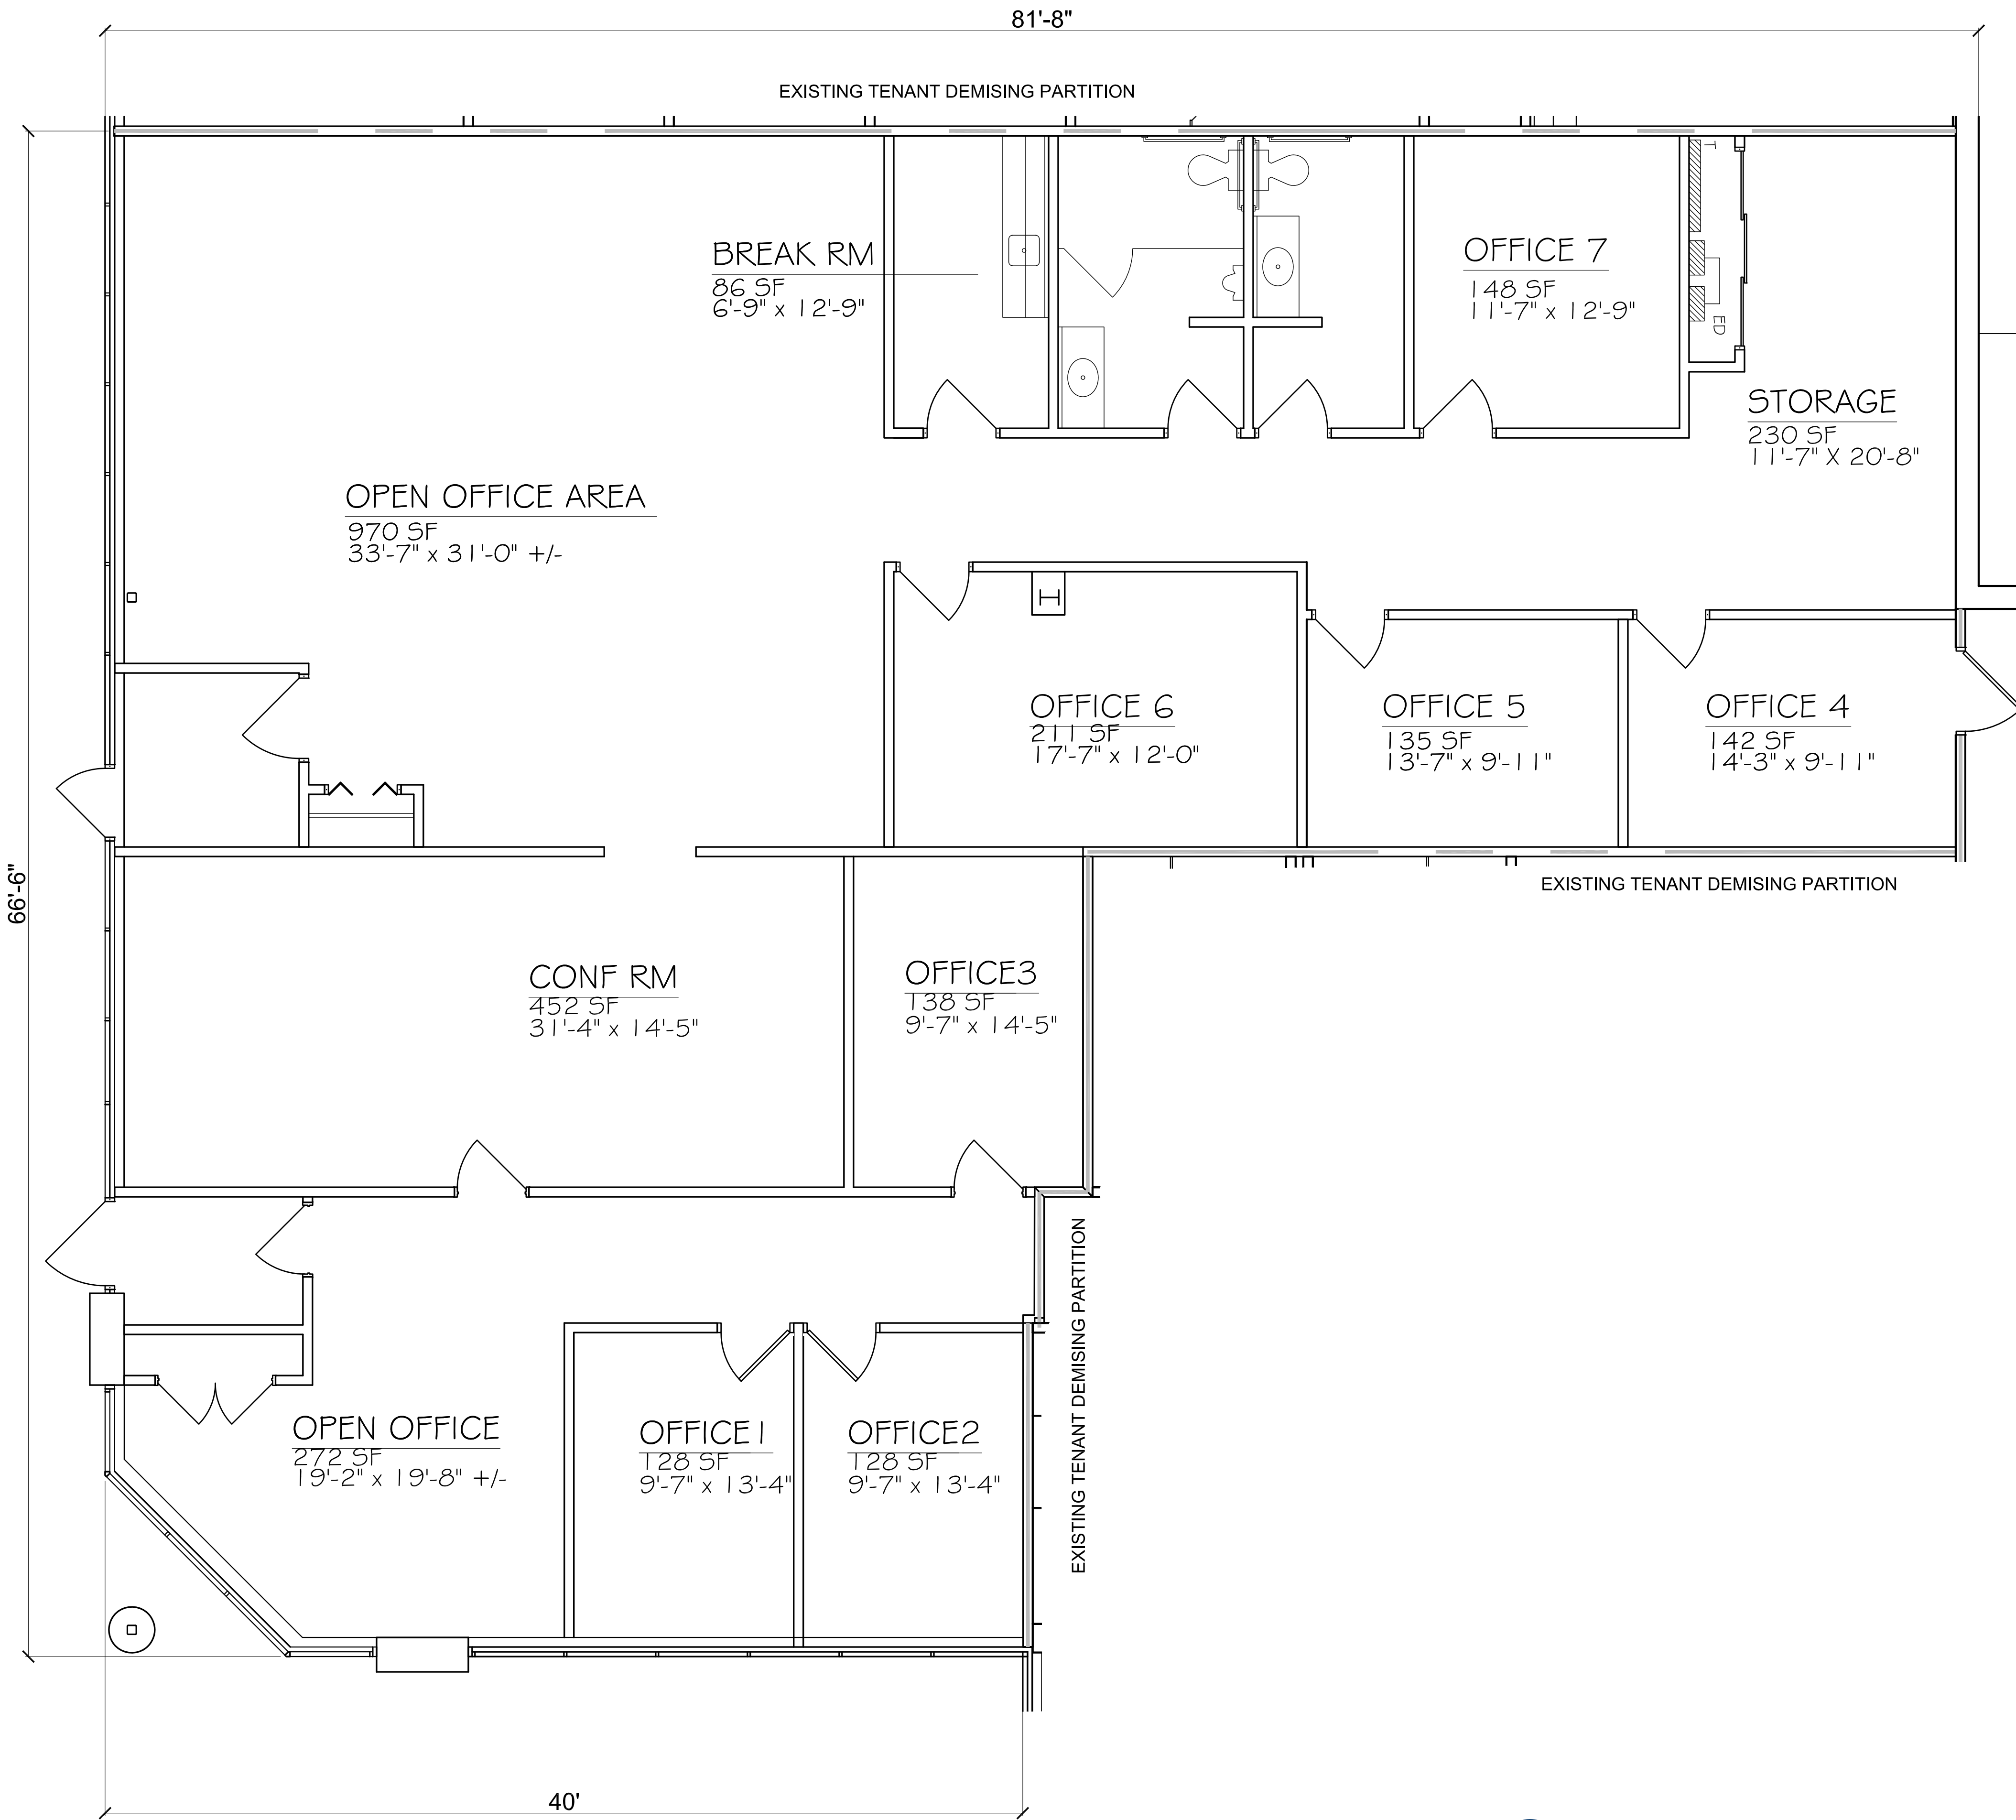 81'-8"
EXISTING TENANT DEMISING PARTITION
BREAK RM
86 SF
6'-9" x 12'-9"
OFFICE 7
148 SF
11'-7" x 12'-9"
T
ED
STORAGE
230 SF
11'-7" X 20'-8"
OPEN OFFICE AREA
970 SF
33'-7" x 31'-0" +/-
H
OFFICE 6
211 SF
17'-7" x 12'-0"
OFFICE 5
135 SF
13'-7" x 9'-11"
OFFICE 4
142 SF
14'-3" x 9'-11"
66'-6"
EXISTING TENANT DEMISING PARTITION
CONF RM
452 SF
31'-4" x 14'-5"
OFFICE3
138 SF
9'-7" x 14'-5"
EXISTING TENANT DEMISING PARTITION
OPEN OFFICE
272 SF
19'-2" x 19'-8" +/-
OFFICE1
128 SF
9'-7" x 13'-4"
OFFICE2
128 SF
9'-7" x 13'-4"
40'